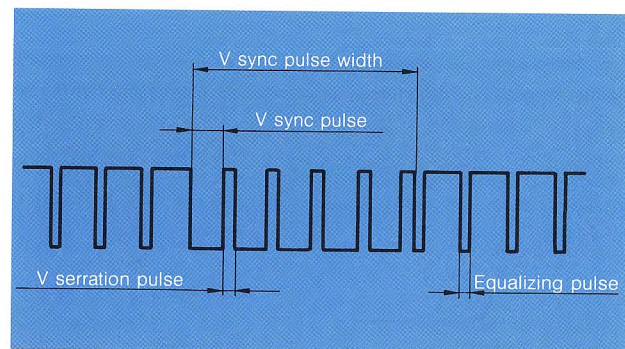 V sync pulse width
V sync pulse
V serration pulse
Equalizing pulse